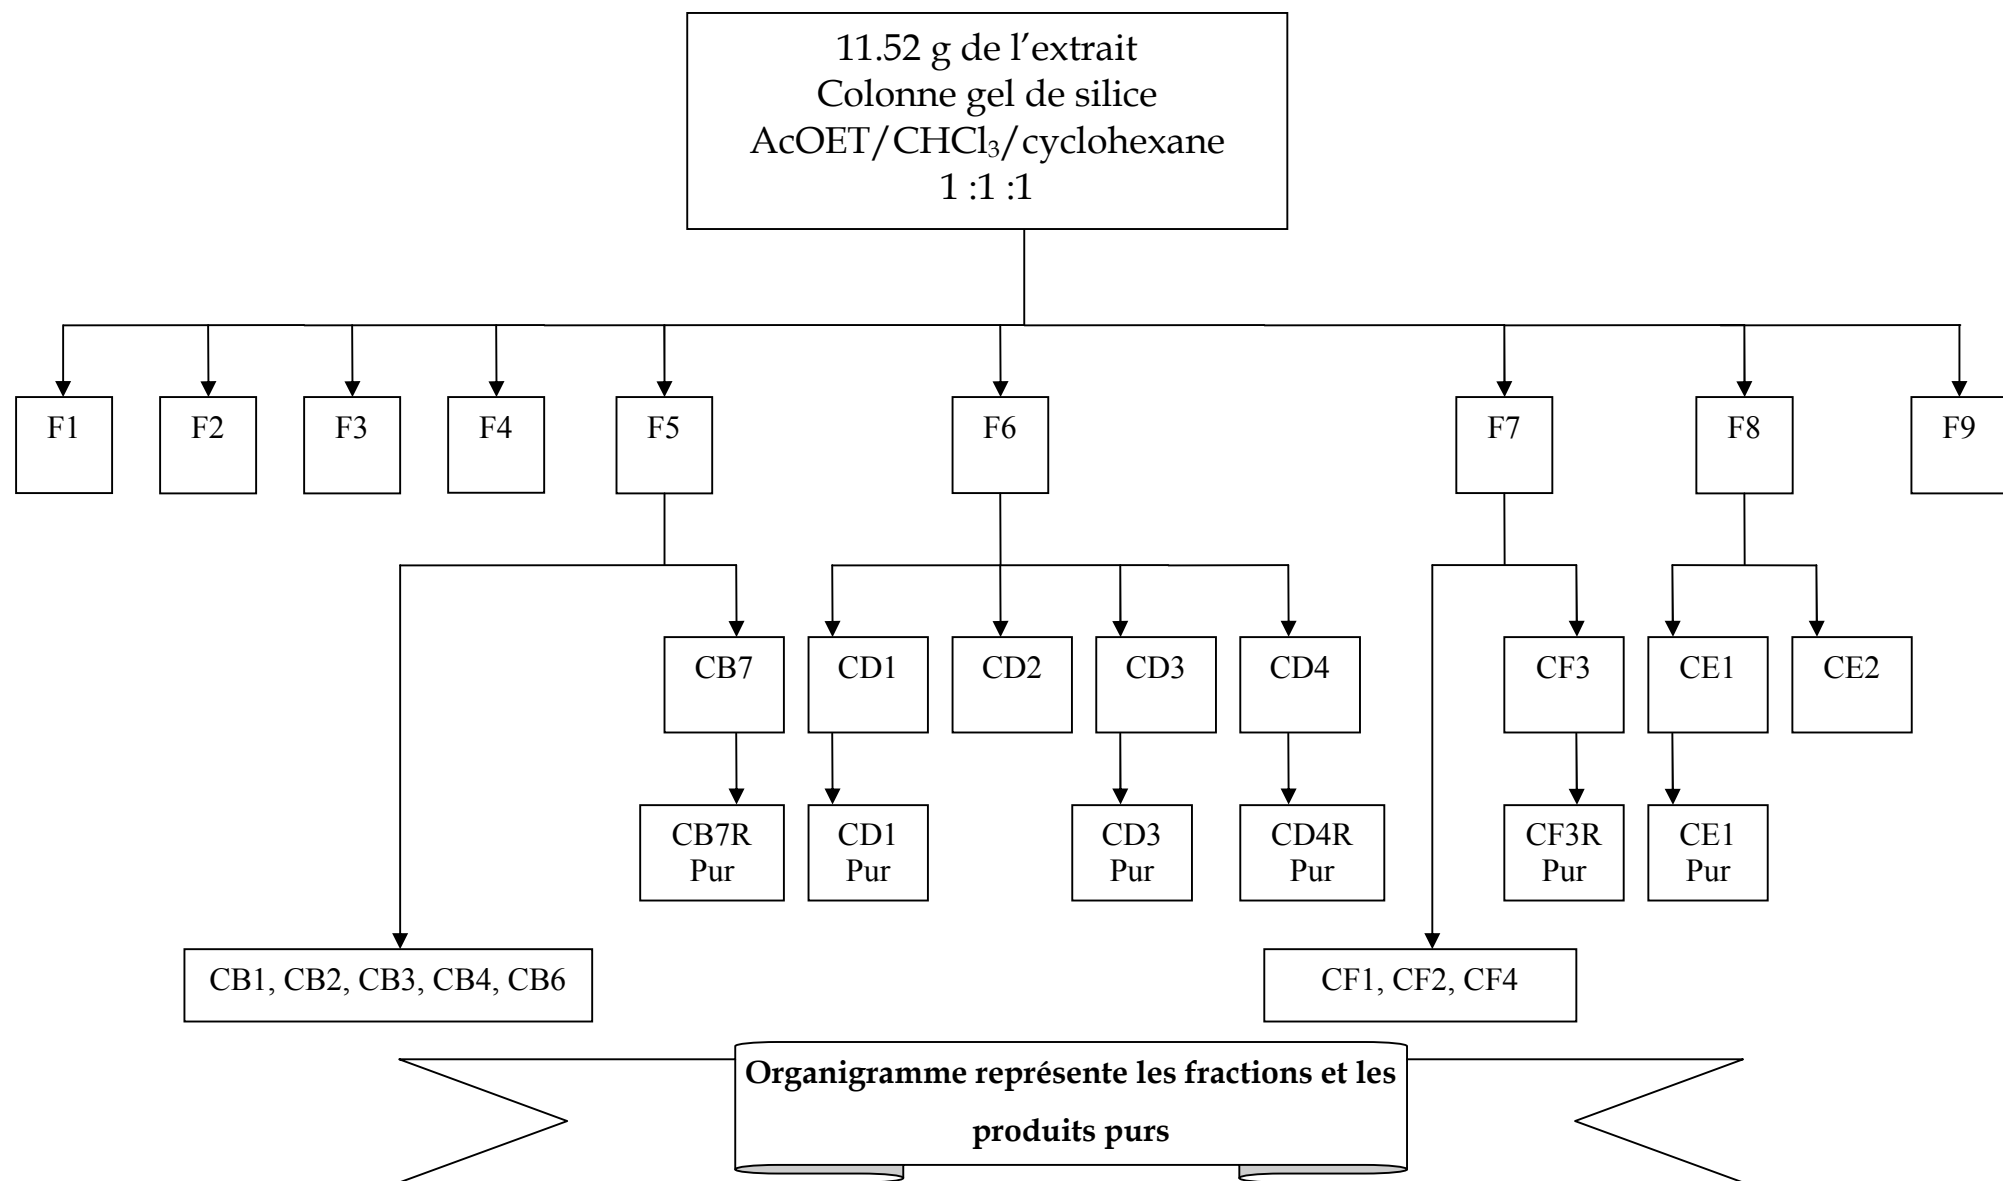 11.52 g de l’extrait
Colonne gel de silice
AcOET/CHCl₃/cyclohexane
1 :1 :1
F1
F2
F3
F4
F5
F6
F7
F8
F9
CB7
CD1
CD2
CD3
CD4
CF3
CE1
CE2
CB7R
Pur
CD1
Pur
CD3
Pur
CD4R
Pur
CF3R
Pur
CE1
Pur
CB1, CB2, CB3, CB4, CB6
CF1, CF2, CF4
Organigramme représente les fractions et les
produits purs